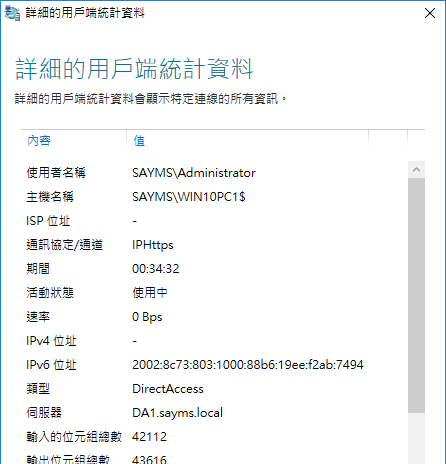 詳細的用戶端統計資料
詳細的用戶端統計資料
詳細的用戶端統計資料會顯示特定連線的所有資訊。
內容 值
使用者名稱 SAYMS\Administrator
主機名稱 SAYMS\WIN10PC1$
ISP 位址 -
通訊協定/通道 IPHttps
期間 00:34:32
活動狀態 使用中
速率 0 Bps
IPv4 位址 -
IPv6 位址 2002:8c73:803:1000:88b6:19ee:f2ab:7494
類型 DirectAccess
伺服器 DA1.sayms.local
輸入的位元組總數 42112
輸出位元組總數 43616